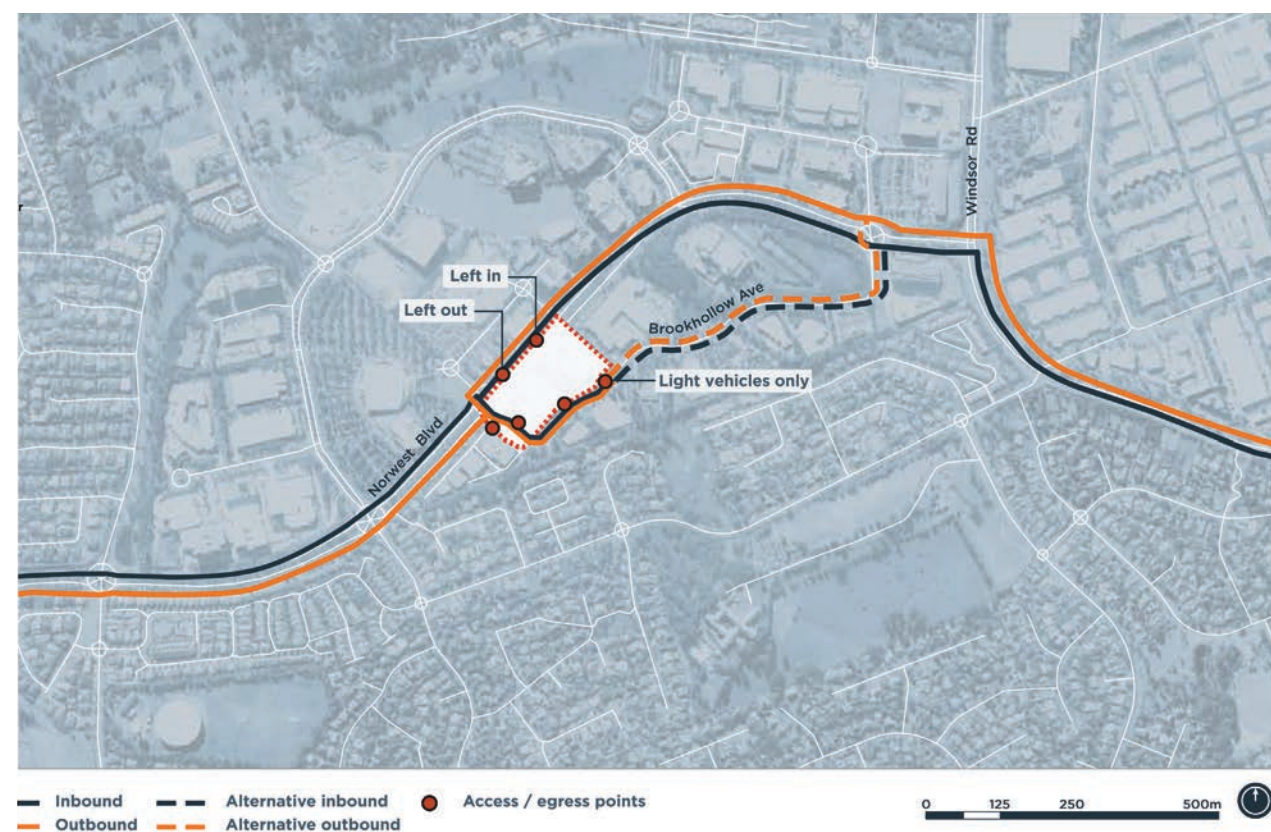 Windsor Rd
Left in
Left out
Brookhollow Ave
Light vehicles only
Norwest Blvd
r
Inbound
Alternative inbound
Access / egress points
Outbound
Alternative outbound
0 125 250 500m